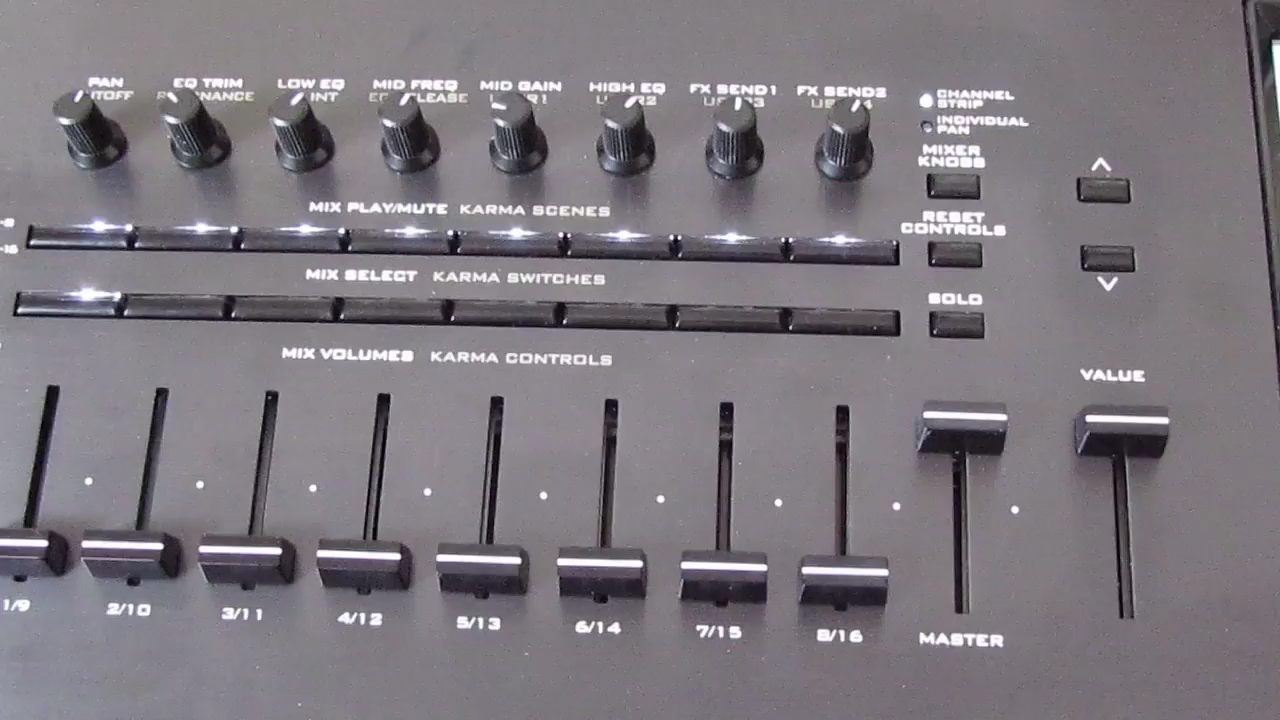 PAN EQ TRIM LOW EQ MID FREQ MID GAIN HIGH EQ FX SEND1 FX SEND2
CHANNEL
STRIP
INDIVIDUAL
PAN
MIXER
KNOBS
MIX PLAY/MUTE KARMA SCENES
RESET
CONTROLS
MIX SELECT KARMA SWITCHES
SOLO
MIX VOLUMES KARMA CONTROLS
VALUE
1/9 2/10 3/11 4/12 5/13 6/14 7/15 8/16 MASTER